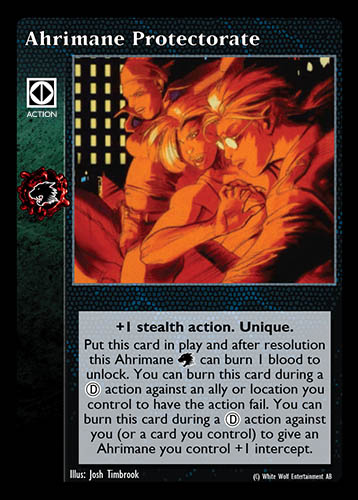 Ahrimane Protectorate
ACTION
+1 stealth action. Unique.
Put this card in play and after resolution
this Ahrimane can burn 1 blood to
unlock. You can burn this card during a
Ⓓ action against an ally or location you
control to have the action fail. You can
burn this card during a Ⓓ action against
you (or a card you control) to give an
Ahrimane you control +1 intercept.
Illus: Josh Timbrook
(C) White Wolf Entertainment AB